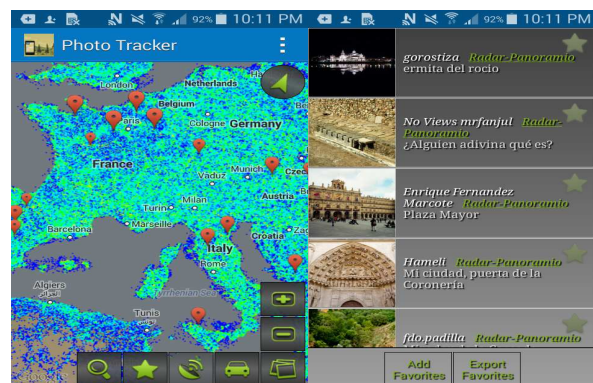 92% 10:11 PM
Photo Tracker
London
Netherlands
Belgium
Cologne Germany
France
Munich
Vaduz
Austria
Milan
Turin
Croatia
Marseille
Barcelona
Italy
Rome
Algiers
الجزائر
Tyrrhenian Sea
Tunis
92% 10:11 PM
gorostiza Radar-Panoramio
ermita del rocio
No Views mrfanjul Radar-
Panoramio
¿Alguien adivina qué es?
Enrique Fernandez
Marcote Radar-Panoramio
Plaza Mayor
Hameli Radar-Panoramio
Mi ciudad, puerta de la
Coronería
fdo.padilla Radar-Panoramio
Add
Favorites
Export
Favorites